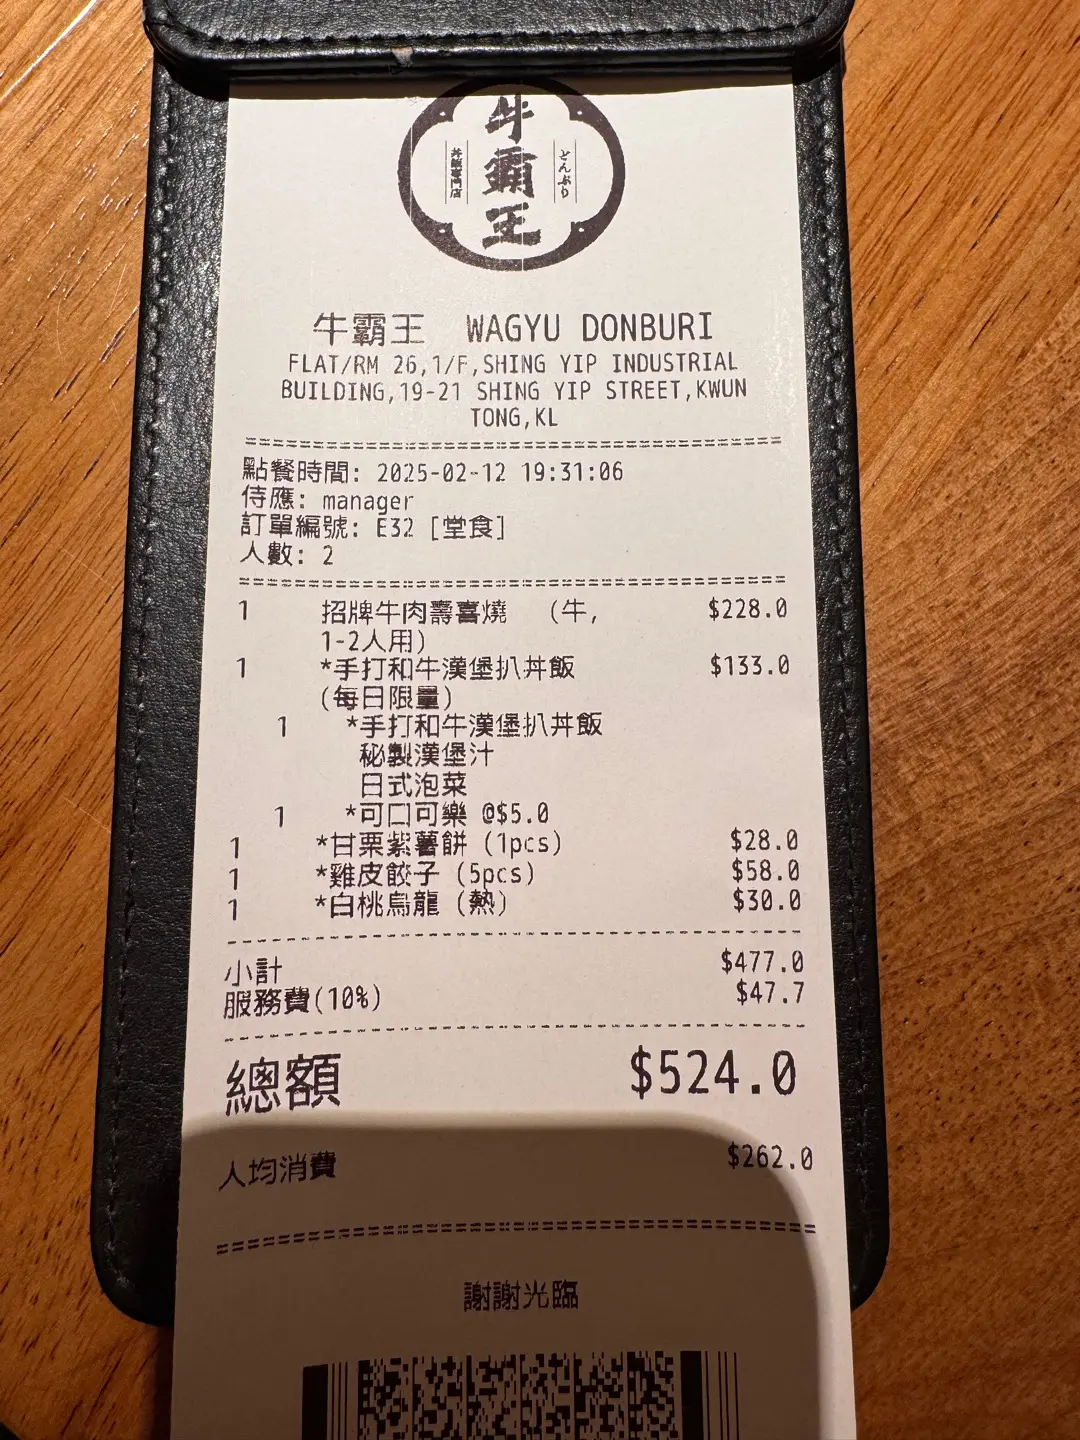 牛霸王
丼飯專門店
どんぶり
牛霸王 WAGYU DONBURI
FLAT/RM 26,1/F,SHING YIP INDUSTRIAL
BUILDING,19-21 SHING YIP STREET,KWUN
TONG,KL
點餐時間: 2025-02-12 19:31:06
侍應: manager
訂單編號: E32 [堂食]
人數: 2
1 招牌牛肉壽喜燒 (牛, $228.0
1-2人用)
1 *手打和牛漢堡扒丼飯 $133.0
(每日限量)
1 *手打和牛漢堡扒丼飯
秘製漢堡汁
日式泡菜
1 *可口可樂 @$5.0
1 *甘栗紫薯餅 (1pcs) $28.0
1 *雞皮餃子 (5pcs) $58.0
1 *白桃烏龍 (熱) $30.0
小計 $477.0
服務費(10%) $47.7
總額 $524.0
人均消費 $262.0
謝謝光臨